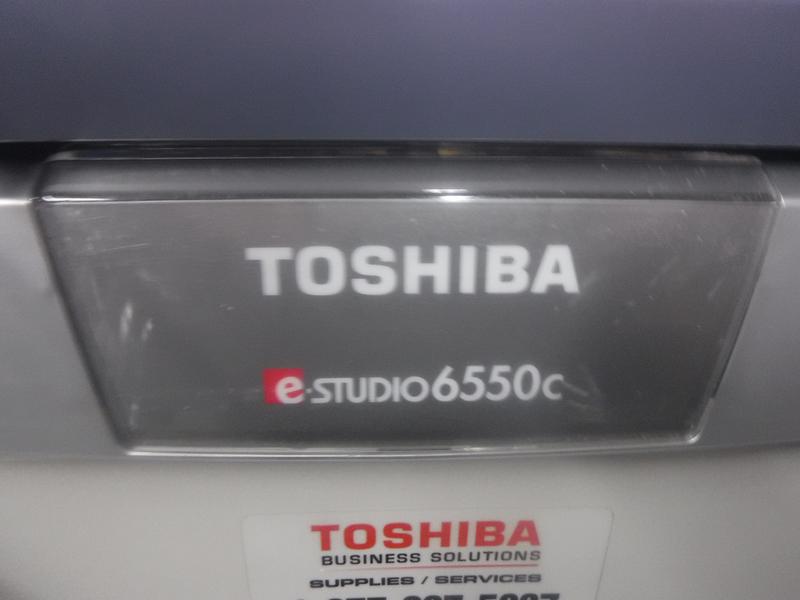 TOSHIBA
e-STUDIO6550c
TOSHIBA
BUSINESS SOLUTIONS
SUPPLIES / SERVICES